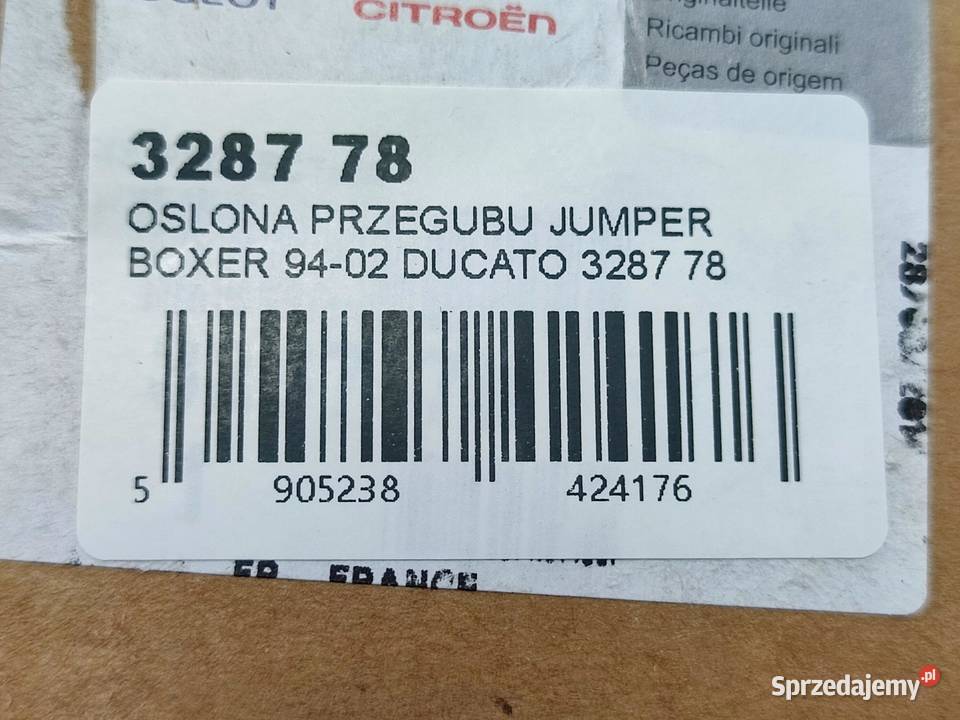 CITROËN
Ricambi originali
Peças de origem
3287 78
OSLONA PRZEGUBU JUMPER
BOXER 94-02 DUCATO 3287 78
5 905238 424176
FRANCE
Sprzedajemy.pl